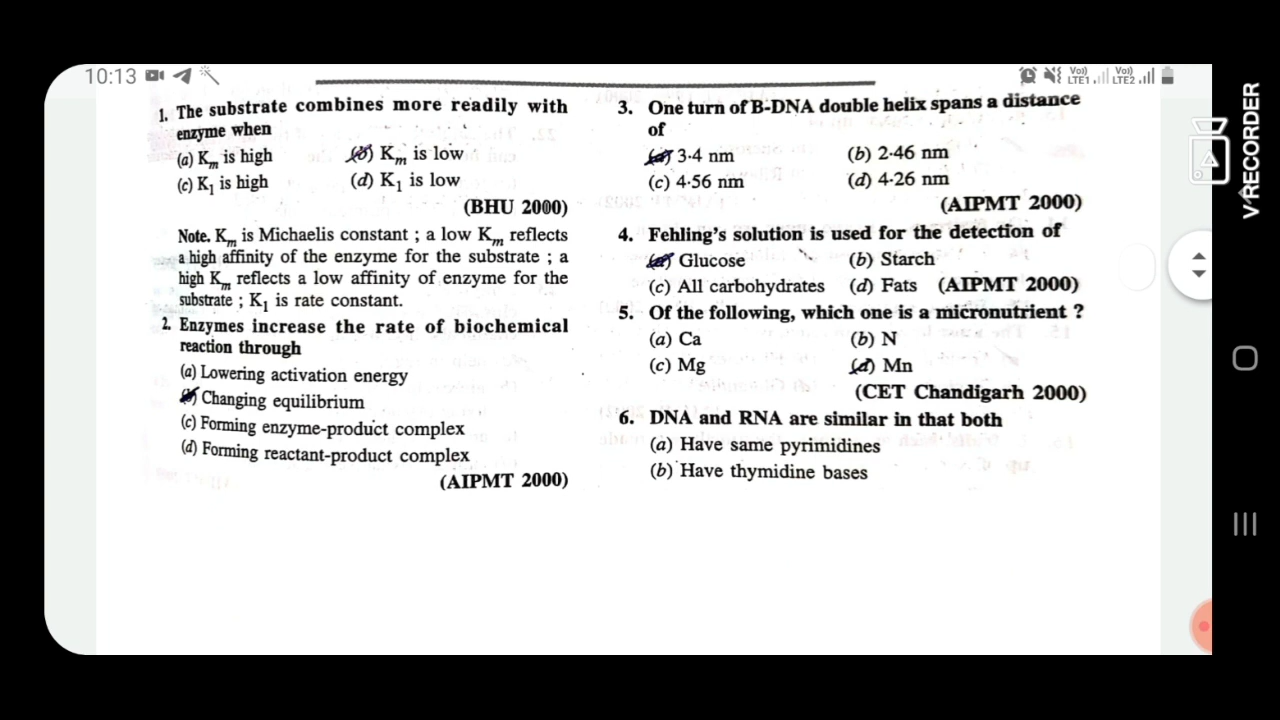 10:13
Vo) LTE1 Vo) LTE2
1. The substrate combines more readily with
enzyme when
(a) Km is high (b) Km is low
(c) K1 is high (d) K1 is low
(BHU 2000)
Note. Km is Michaelis constant ; a low Km reflects
a high affinity of the enzyme for the substrate ; a
high Km reflects a low affinity of enzyme for the
substrate ; K1 is rate constant.
2. Enzymes increase the rate of biochemical
reaction through
(a) Lowering activation energy
(b) Changing equilibrium
(c) Forming enzyme-product complex
(d) Forming reactant-product complex
(AIPMT 2000)
3. One turn of B-DNA double helix spans a distance
of
(a) 3·4 nm (b) 2·46 nm
(c) 4·56 nm (d) 4·26 nm
(AIPMT 2000)
4. Fehling's solution is used for the detection of
(a) Glucose (b) Starch
(c) All carbohydrates (d) Fats (AIPMT 2000)
5. Of the following, which one is a micronutrient ?
(a) Ca (b) N
(c) Mg (d) Mn
(CET Chandigarh 2000)
6. DNA and RNA are similar in that both
(a) Have same pyrimidines
(b) Have thymidine bases
V RECORDER